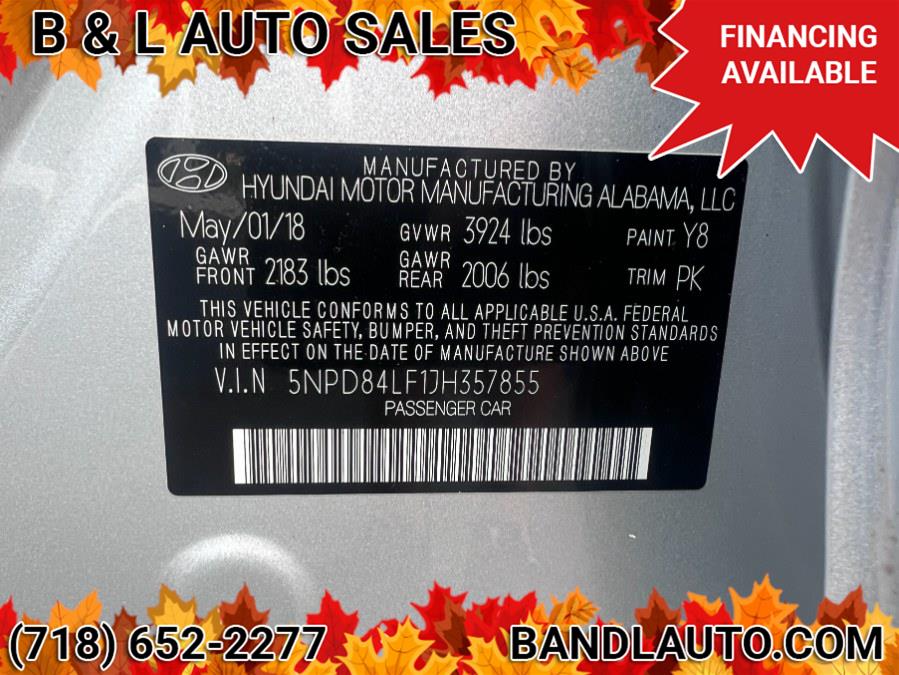 B & L AUTO SALES
FINANCING
AVAILABLE
MANUFACTURED BY
HYUNDAI MOTOR MANUFACTURING ALABAMA, LLC
May/01/18 GVWR 3924 lbs PAINT Y8
GAWR FRONT 2183 lbs GAWR REAR 2006 lbs TRIM PK
THIS VEHICLE CONFORMS TO ALL APPLICABLE U.S.A. FEDERAL
MOTOR VEHICLE SAFETY, BUMPER, AND THEFT PREVENTION STANDARDS
IN EFFECT ON THE DATE OF MANUFACTURE SHOWN ABOVE
V.I.N 5NPD84LF1JH357855
PASSENGER CAR
(718) 652-2277
BANDLAUTO.COM